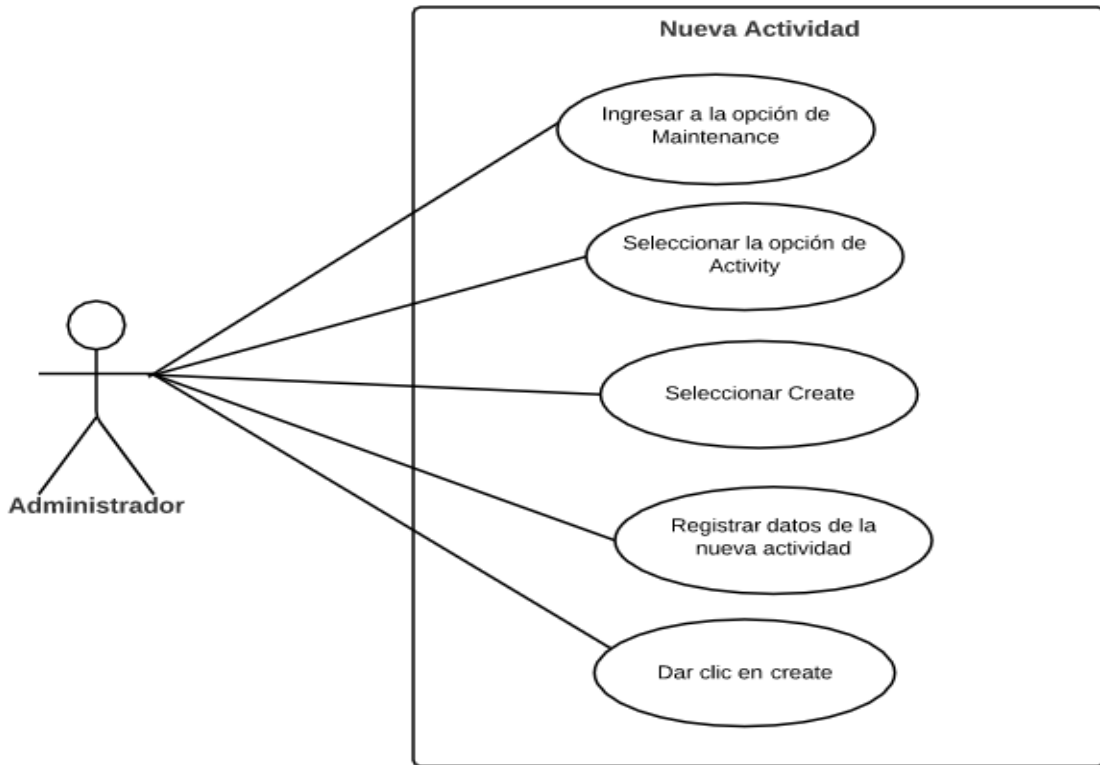 Nueva Actividad
Ingresar a la opción de
Maintenance
Seleccionar la opción de
Activity
Seleccionar Create
Administrador
Registrar datos de la
nueva actividad
Dar clic en create